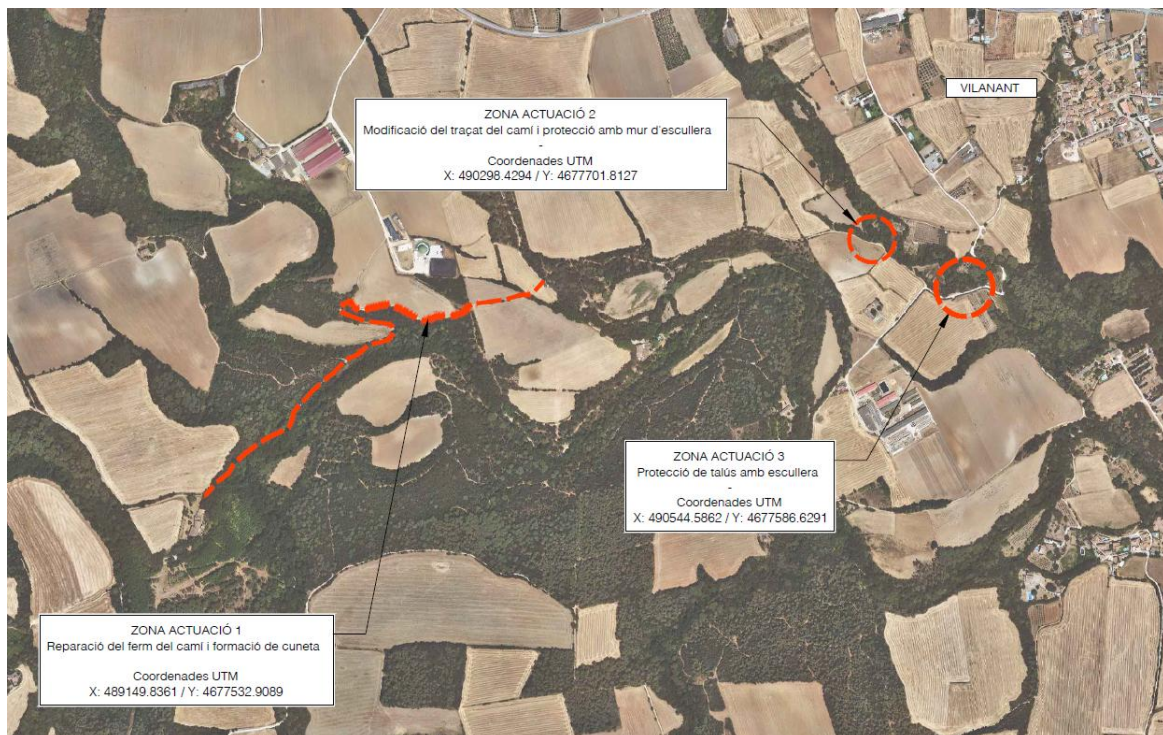 VILANANT
ZONA ACTUACIÓ 2
Modificació del traçat del camí i protecció amb mur d'escullera
-
Coordenades UTM
X: 490298.4294 / Y: 4677701.8127
ZONA ACTUACIÓ 3
Protecció de talús amb escullera
-
Coordenades UTM
X: 490544.5862 / Y: 4677586.6291
ZONA ACTUACIÓ 1
Reparació del ferm del camí i formació de cuneta
Coordenades UTM
X: 489149.8361 / Y: 4677532.9089